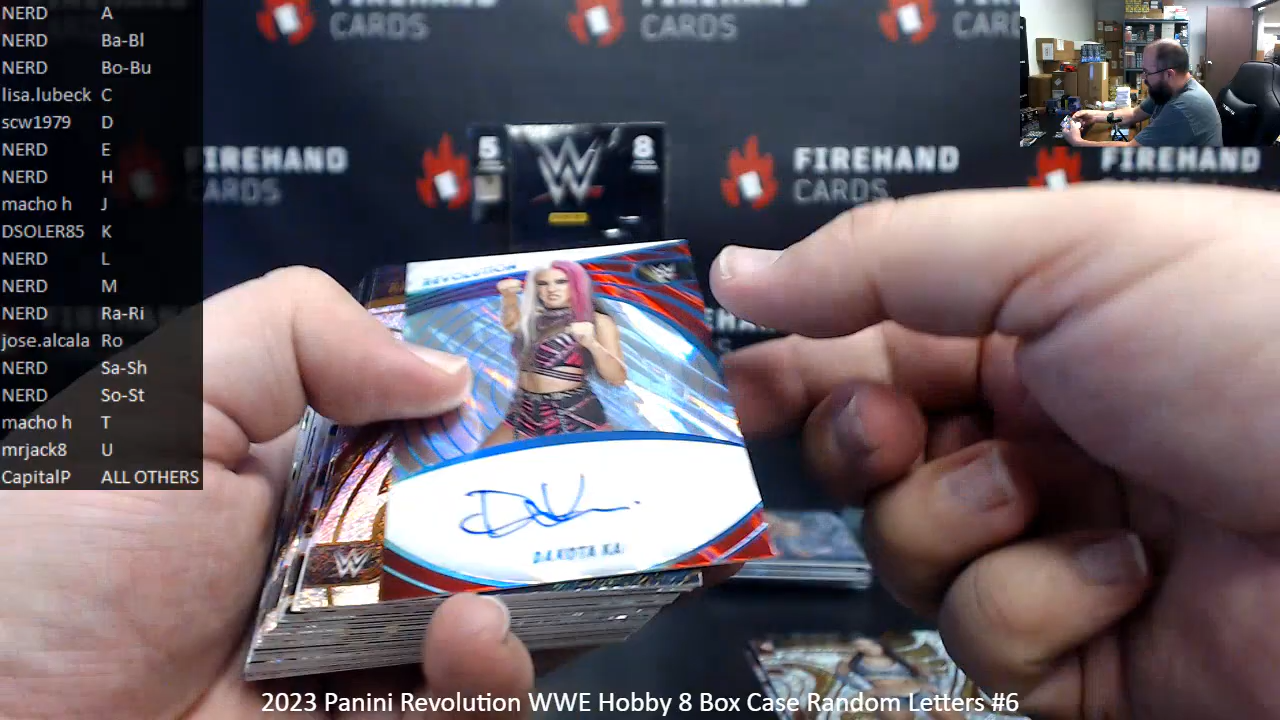 NERD A
NERD Ba-Bl
NERD Bo-Bu
lisa.lubeck C
scw1979 D
NERD E
NERD H
macho h J
DSOLER85 K
NERD L
NERD M
NERD Ra-Ri
jose.alcala Ro
NERD Sa-Sh
NERD So-St
macho h T
mrjack8 U
CapitalP ALL OTHERS
FIREHAND CARDS
FIREHAND CARDS
FIREHAND
CARDS
FIREHAND
CARDS
FIREHAND
5
8
W
PANINI
REVOLUTION
W
DAKOTA KAI
W
2023 Panini Revolution WWE Hobby 8 Box Case Random Letters #6